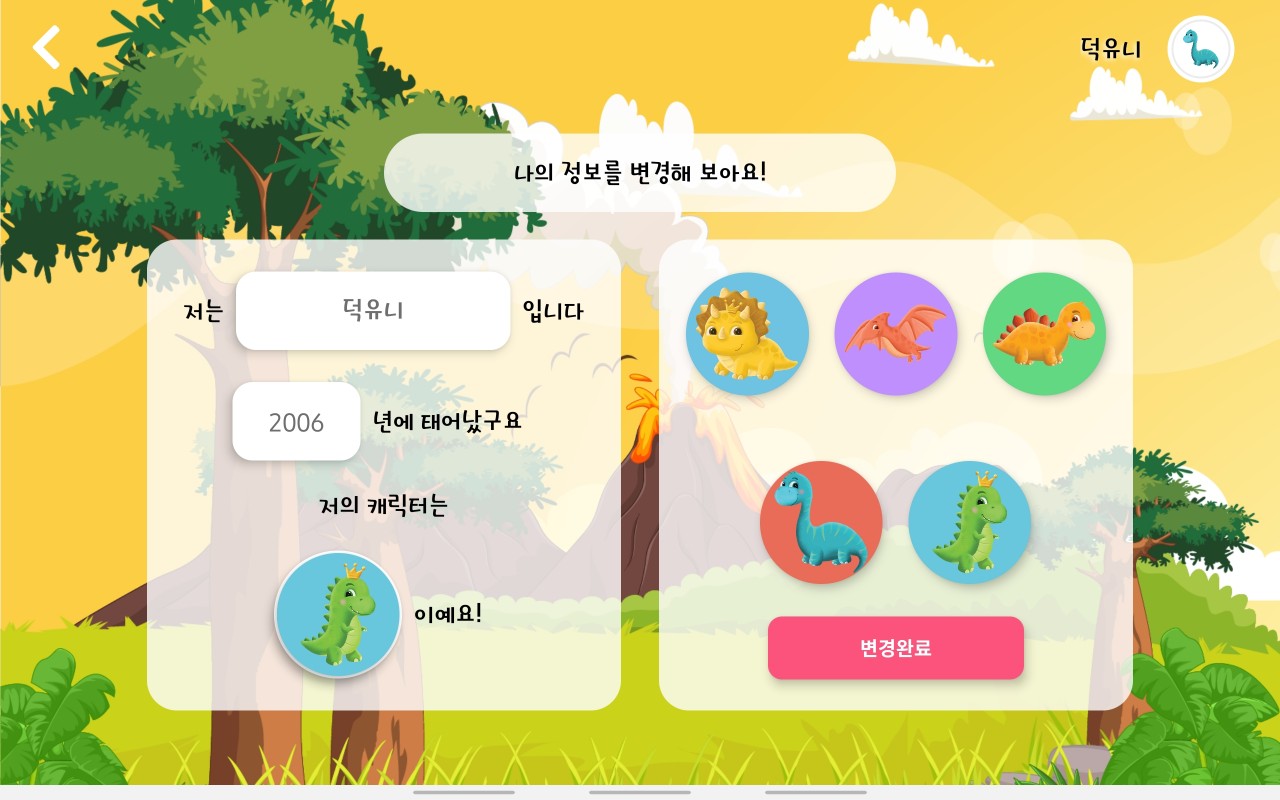 덕유니
나의 정보를 변경해 보아요!
저는 덕유니 입니다
2006 년에 태어났구요
저의 캐릭터는
이예요!
변경완료